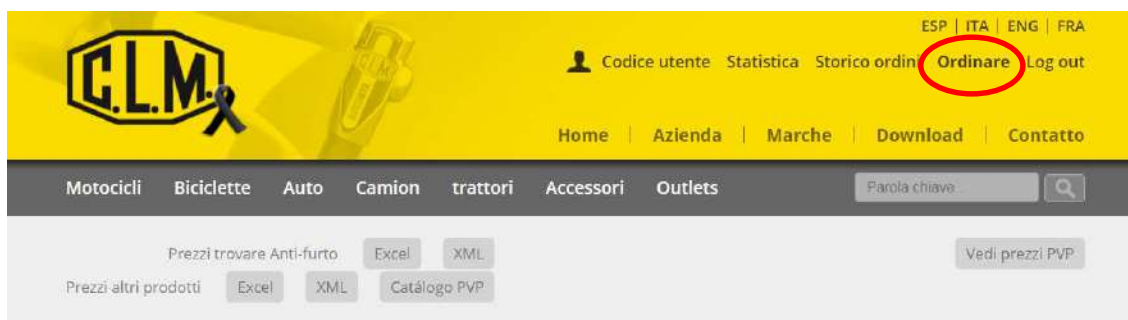 ESP | ITA | ENG | FRA
C.L.M.
Codice utente Statistica Storico ordini Ordinare Log out
Home | Azienda | Marche | Download | Contatto
Motocicli Biciclette Auto Camion trattori Accessori Outlets Parola chiave...
Prezzi trovare Anti-furto Excel XML Vedi prezzi PVP
Prezzi altri prodotti Excel XML Catálogo PVP